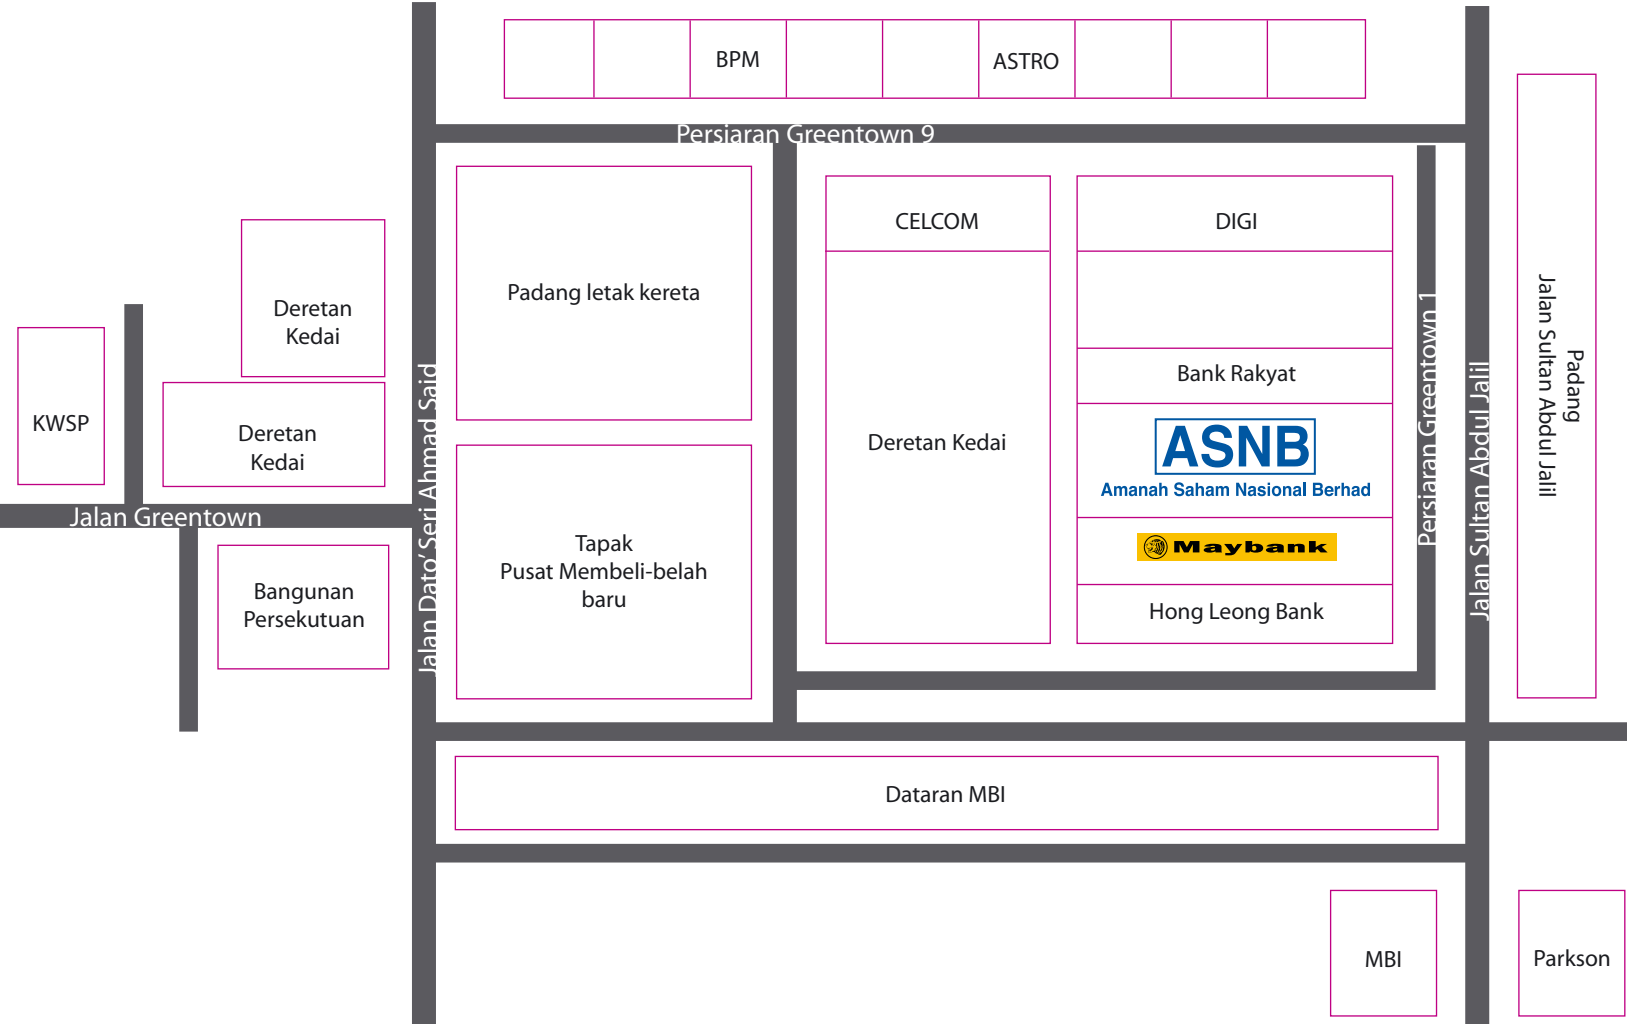 BPM
ASTRO
Persiaran Greentown 9
CELCOM
DIGI
Padang letak kereta
Deretan
Kedai
Deretan
Kedai
KWSP
Jalan Greentown
Bangunan
Persekutuan
Jalan Dato’ Seri Ahmad Said
Tapak
Pusat Membeli-belah
baru
Deretan Kedai
Bank Rakyat
ASNB
Amanah Saham Nasional Berhad
Maybank
Hong Leong Bank
Persiaran Greentown 1
Jalan Sultan Abdul Jalil
Padang
Jalan Sultan Abdul Jalil
Dataran MBI
MBI
Parkson